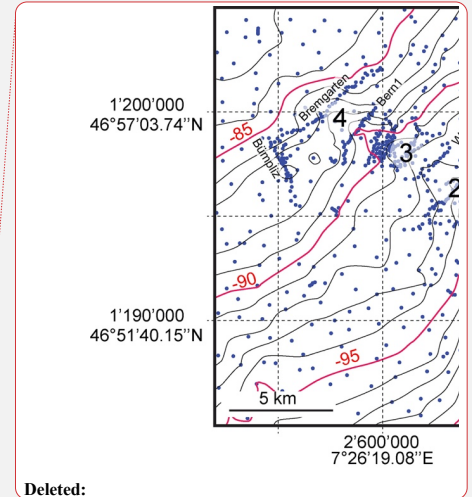 Bremgarten
Bern1
1'200'000
46°57'03.74''N
4
-85
Bümpliz
3
2
-90
1'190'000
46°51'40.15''N
-95
5 km
2'600'000
7°26'19.08''E
Deleted: